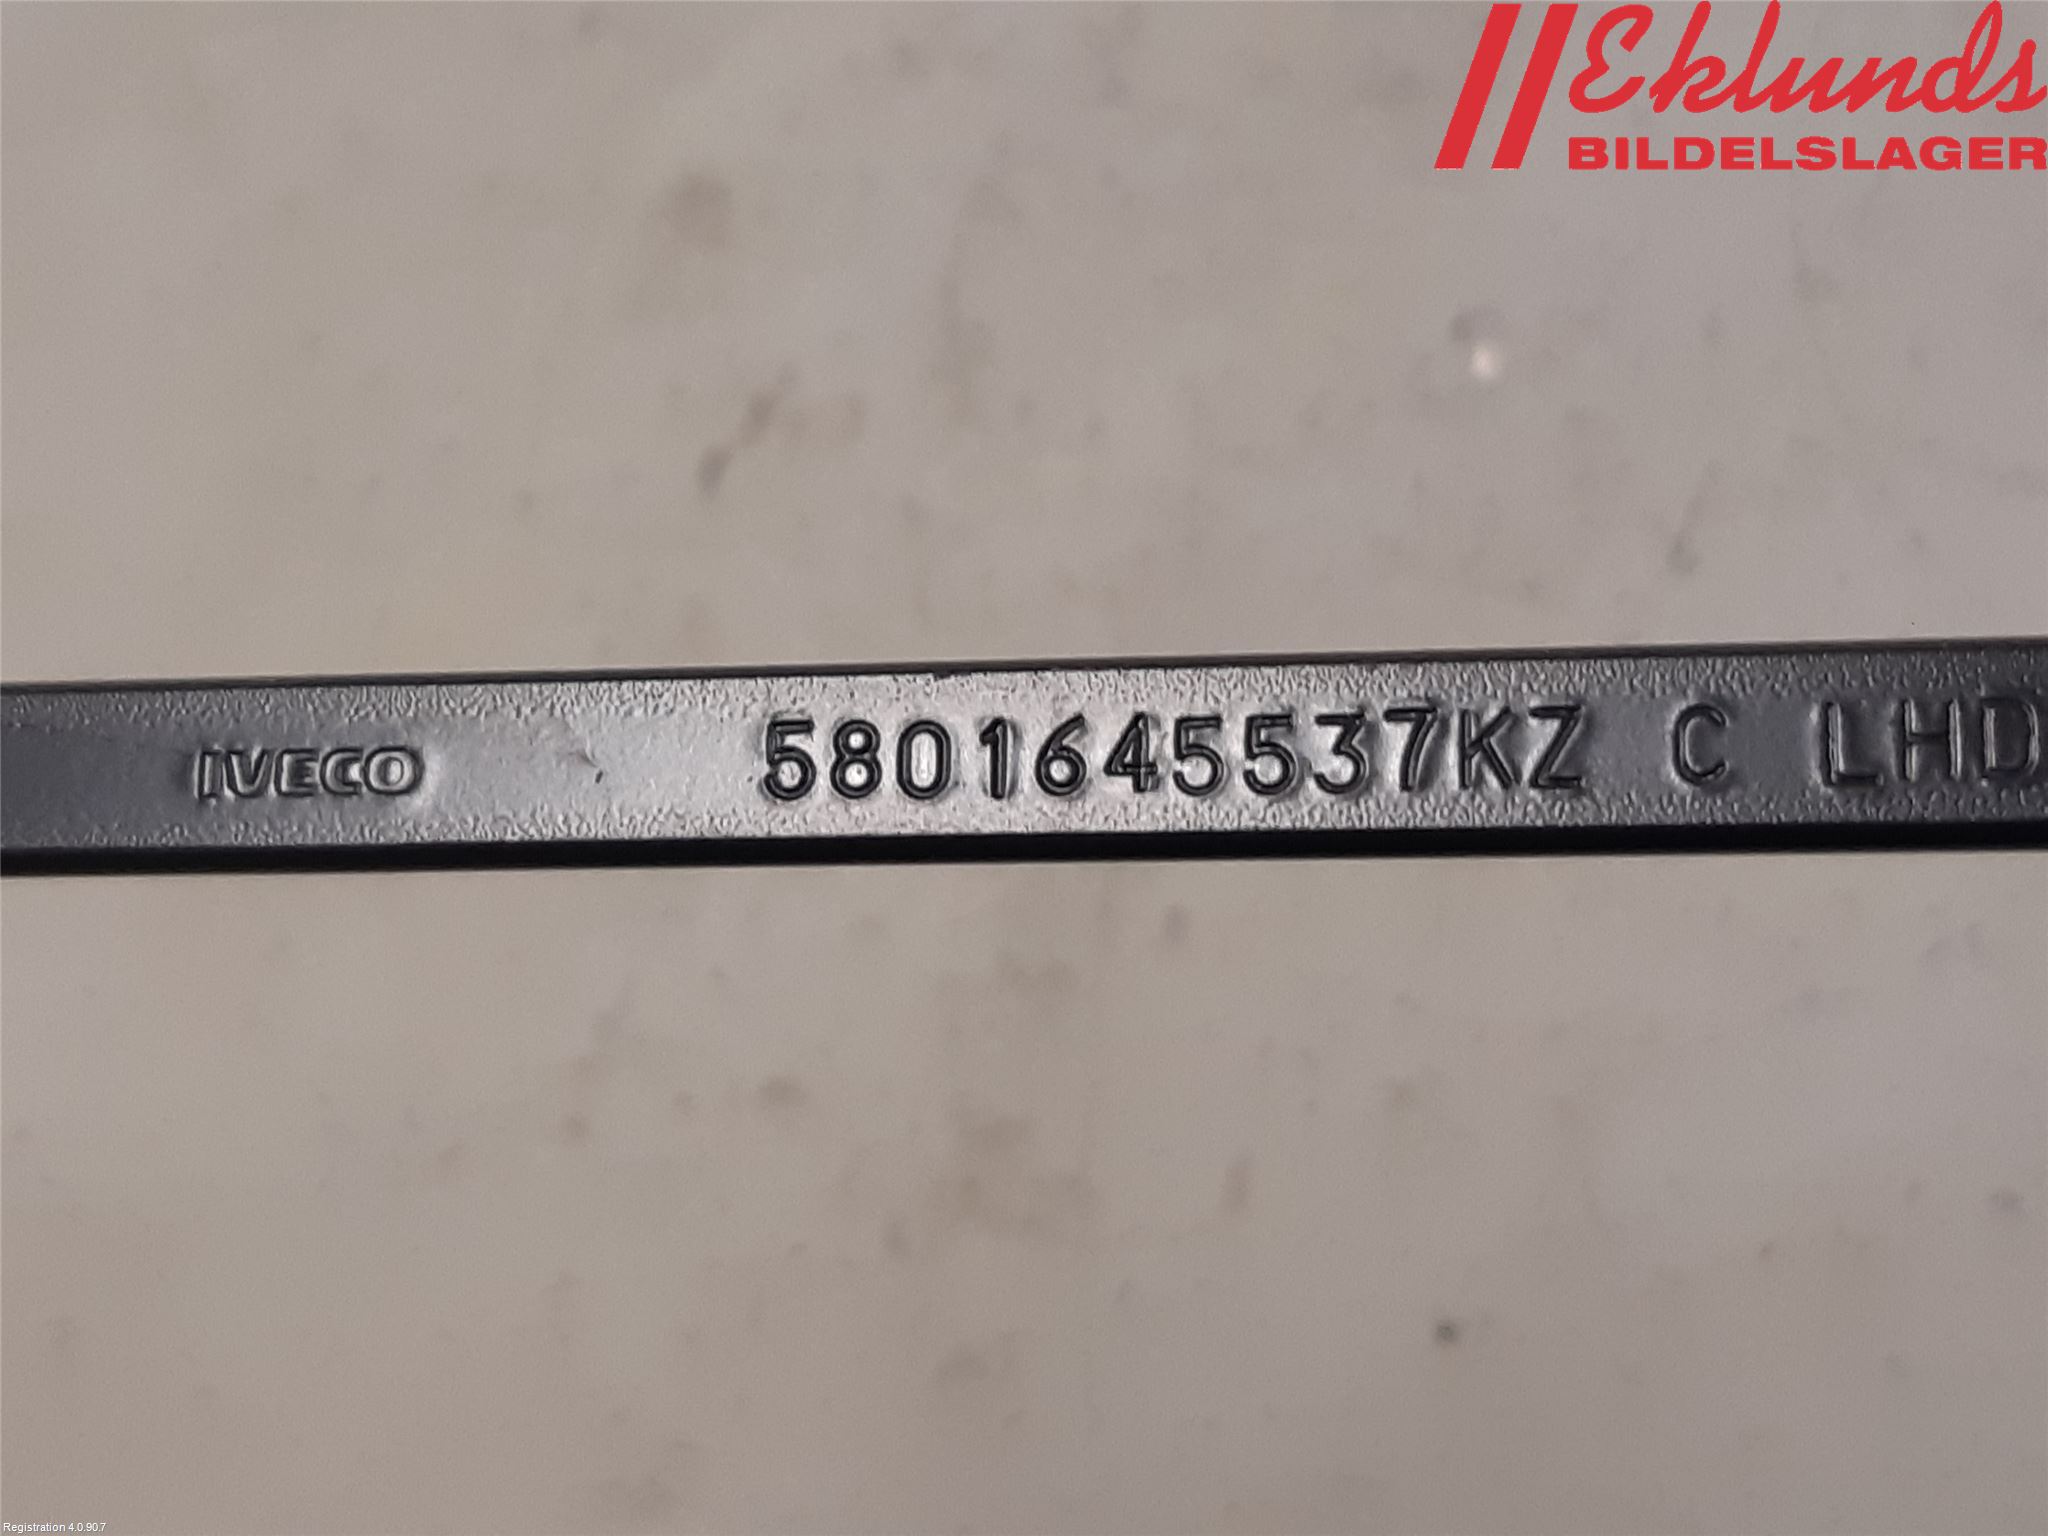 Eklunds
BILDELSLAGER
IVECO 5801645537KZ C LHD
Registration 4.0.90.7